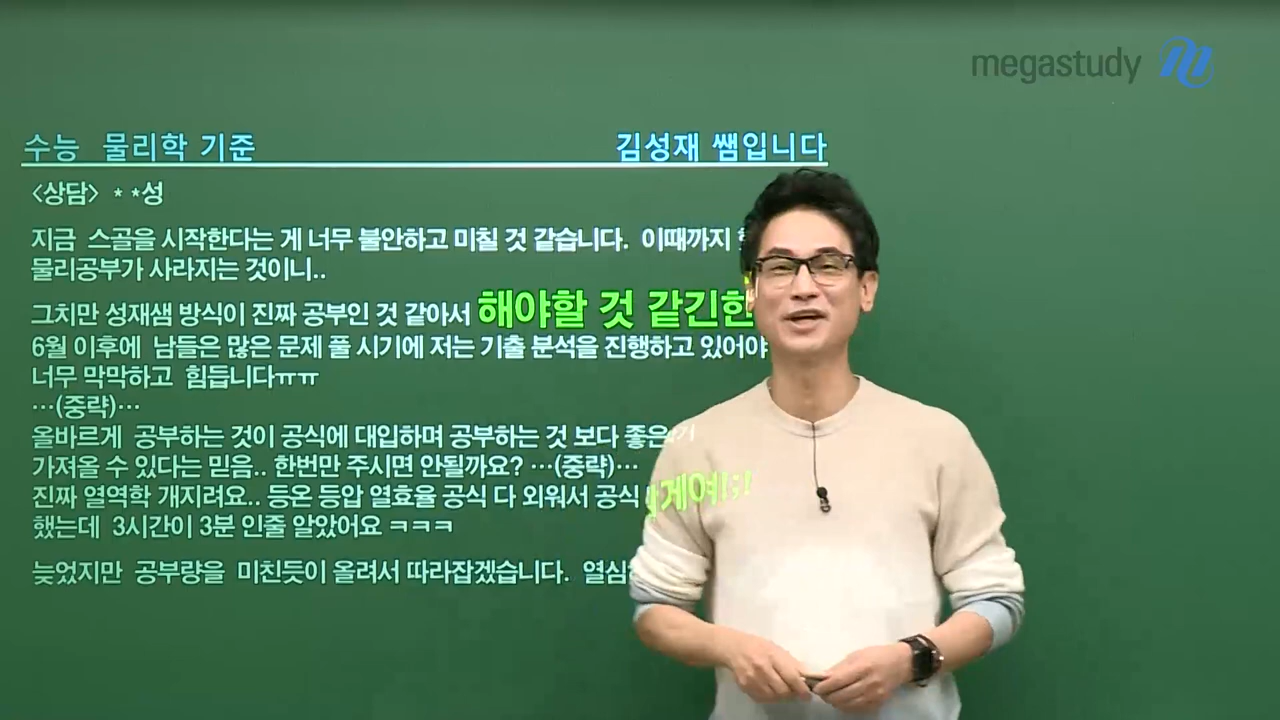 megastudy
수능 물리학 기준 김성재 쌤입니다
<상담> * *성
지금 스골을 시작한다는 게 너무 불안하고 미칠 것 같습니다. 이때까지
물리공부가 사라지는 것이니..
그치만 성재샘 방식이 진짜 공부인 것 같아서 해야할 것 같긴한
6월 이후에 남들은 많은 문제 풀 시기에 저는 기출 분석을 진행하고 있어야
너무 막막하고 힘듭니다ㅠㅠ
…(중략)…
올바르게 공부하는 것이 공식에 대입하며 공부하는 것 보다 좋은
가져올 수 있다는 믿음.. 한번만 주시면 안될까요? …(중략)…
진짜 열역학 개지려요.. 등온 등압 열효율 공식 다 외워서 공식
했는데 3시간이 3분 인줄 알았어요 ㅋㅋㅋ
늦었지만 공부량을 미친듯이 올려서 따라잡겠습니다.